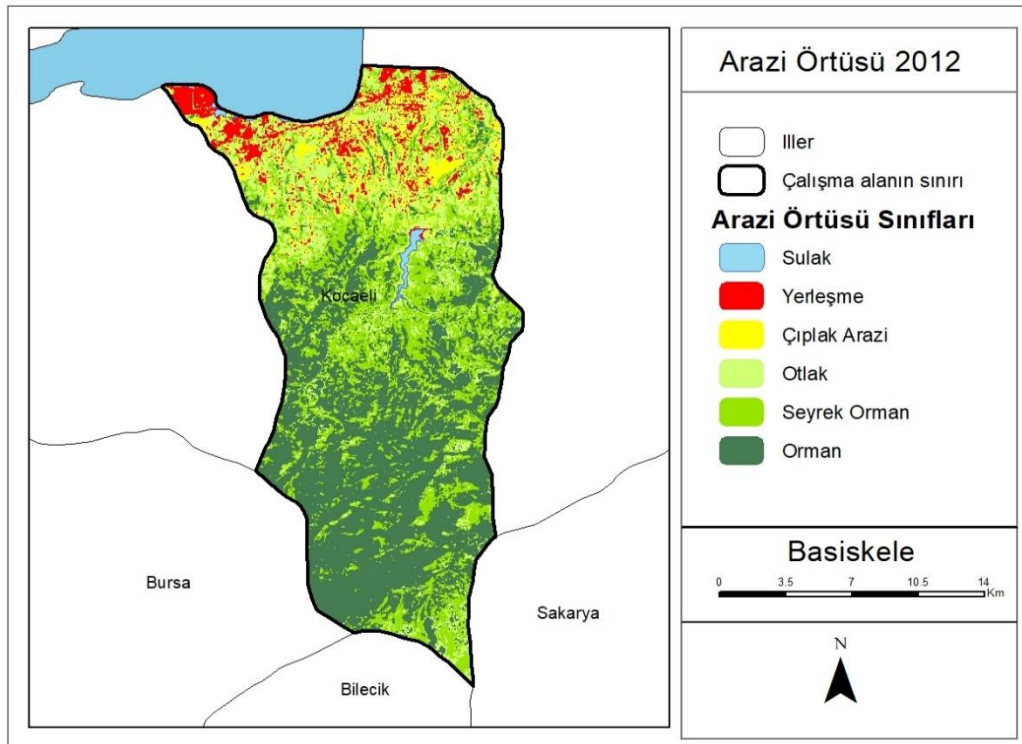 Arazi Örtüsü 2012
Iller
Çalışma alanın sınırı
Arazi Örtüsü Sınıfları
Sulak
Yerleşme
Çıplak Arazi
Otlak
Seyrek Orman
Orman
Basiskele
0 3.5 7 10.5 14
Km
N
Kocaeli
Bursa
Sakarya
Bilecik